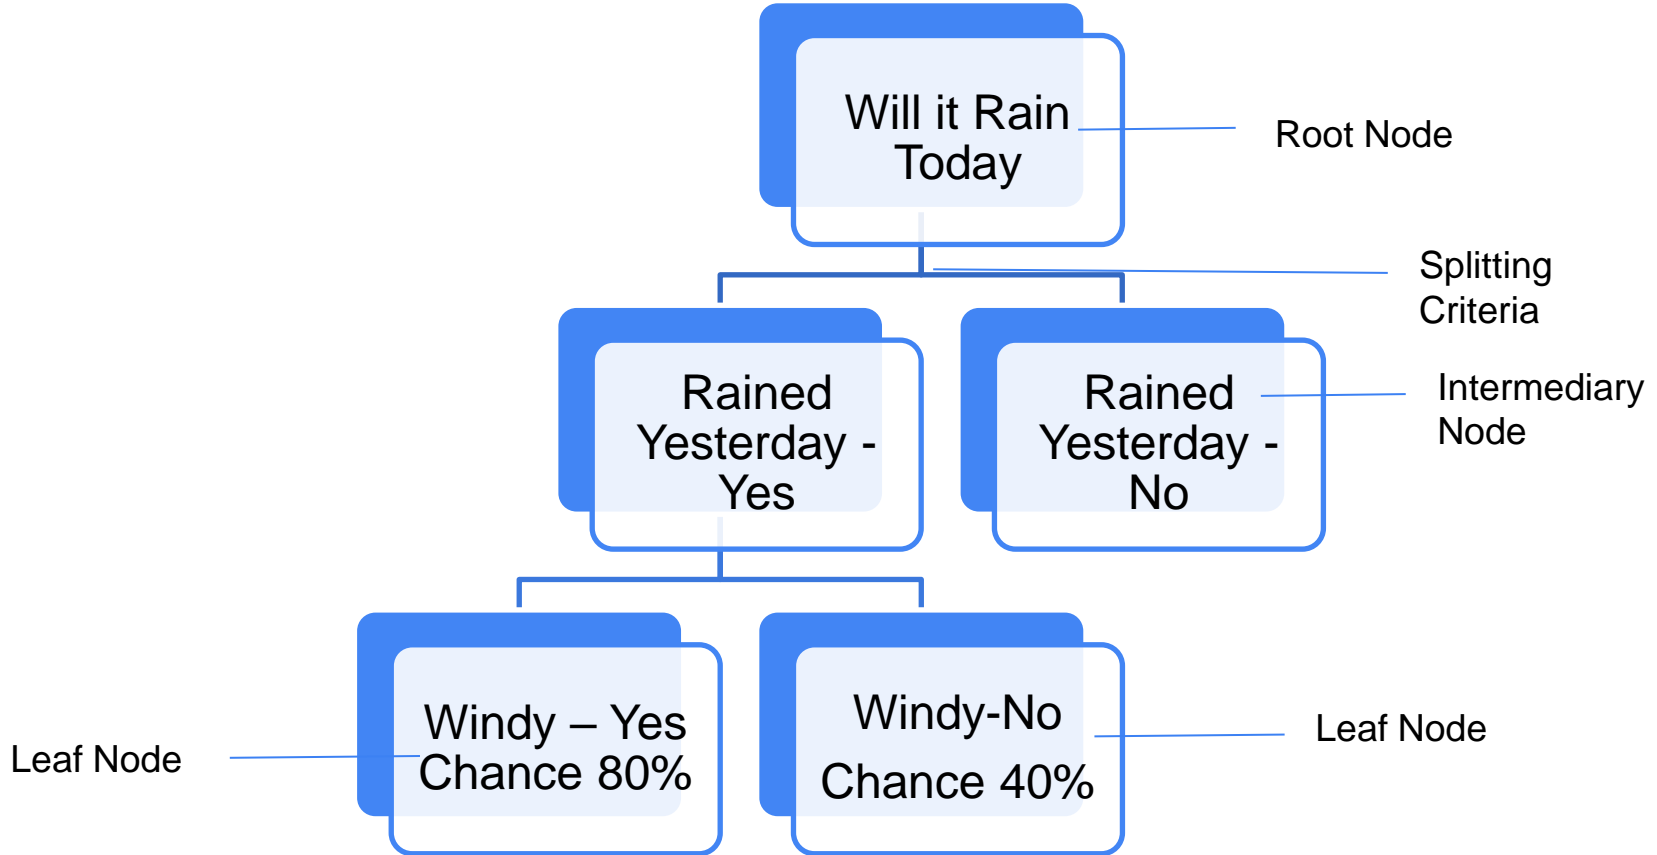 Will it Rain
Today
Root Node
Splitting
Criteria
Rained
Yesterday -
Yes
Rained
Yesterday -
No
Intermediary
Node
Leaf Node
Windy – Yes
Chance 80%
Windy-No
Chance 40%
Leaf Node